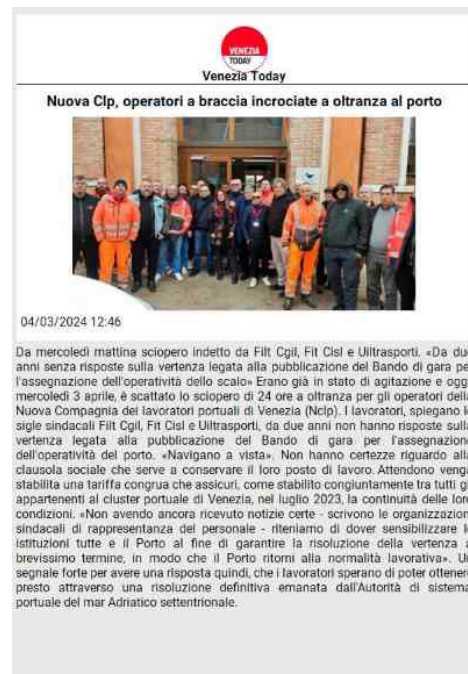 VENEZIA
TODAY
Venezia Today
Nuova Clp, operatori a braccia incrociate a oltranza al porto
04/03/2024 12:46
Da mercoledì mattina sciopero indetto da Filt Cgil, Fit Cisl e Uiltrasporti. «Da due
anni senza risposte sulla vertenza legata alla pubblicazione del Bando di gara per
l'assegnazione dell'operatività dello scalo» Erano già in stato di agitazione e oggi,
mercoledì 3 aprile, è scattato lo sciopero di 24 ore a oltranza per gli operatori della
Nuova Compagnia dei lavoratori portuali di Venezia (Nclp). I lavoratori, spiegano le
sigle sindacali Filt Cgil, Fit Cisl e Uiltrasporti, da due anni non hanno risposte sulla
vertenza legata alla pubblicazione del Bando di gara per l'assegnazione
dell'operatività del porto. «Navigano a vista». Non hanno certezze riguardo alla
clausola sociale che serve a conservare il loro posto di lavoro. Attendono venga
stabilita una tariffa congrua che assicuri, come stabilito congiuntamente tra tutti gli
appartenenti al cluster portuale di Venezia, nel luglio 2023, la continuità delle loro
condizioni. «Non avendo ancora ricevuto notizie certe - scrivono le organizzazioni
sindacali di rappresentanza del personale - riteniamo di dover sensibilizzare le
istituzioni tutte e il Porto al fine di garantire la risoluzione della vertenza a
brevissimo termine, in modo che il Porto ritorni alla normalità lavorativa». Un
segnale forte per avere una risposta quindi, che i lavoratori sperano di poter ottenere
presto attraverso una risoluzione definitiva emanata dall'Autorità di sistema
portuale del mar Adriatico settentrionale.